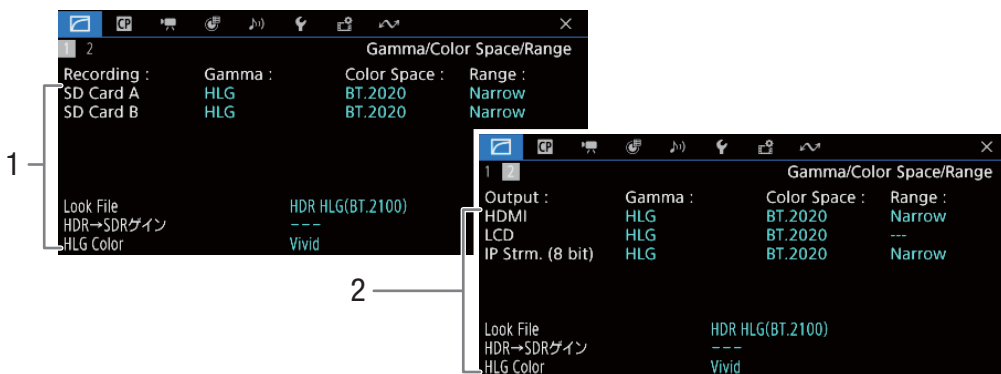 CP ×
1 2 Gamma/Color Space/Range
Recording : Gamma : Color Space : Range :
SD Card A HLG BT.2020 Narrow
SD Card B HLG BT.2020 Narrow
Look File HDR HLG(BT.2100)
HDR→SDRゲイン ---
HLG Color Vivid
1
CP ×
1 2 Gamma/Color Space/Range
Output : Gamma : Color Space : Range :
HDMI HLG BT.2020 Narrow
LCD HLG BT.2020 ---
IP Strm. (8 bit) HLG BT.2020 Narrow
Look File HDR HLG(BT.2100)
HDR→SDRゲイン ---
HLG Color Vivid
2